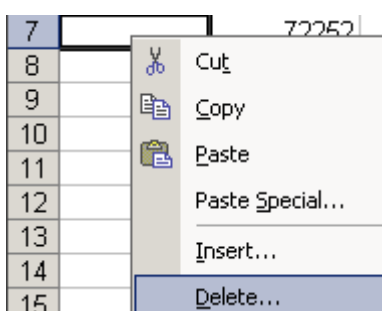 7 72252
8 Cut
9
Copy
10
Paste
11
12 Paste Special...
13
Insert...
14
15 Delete...